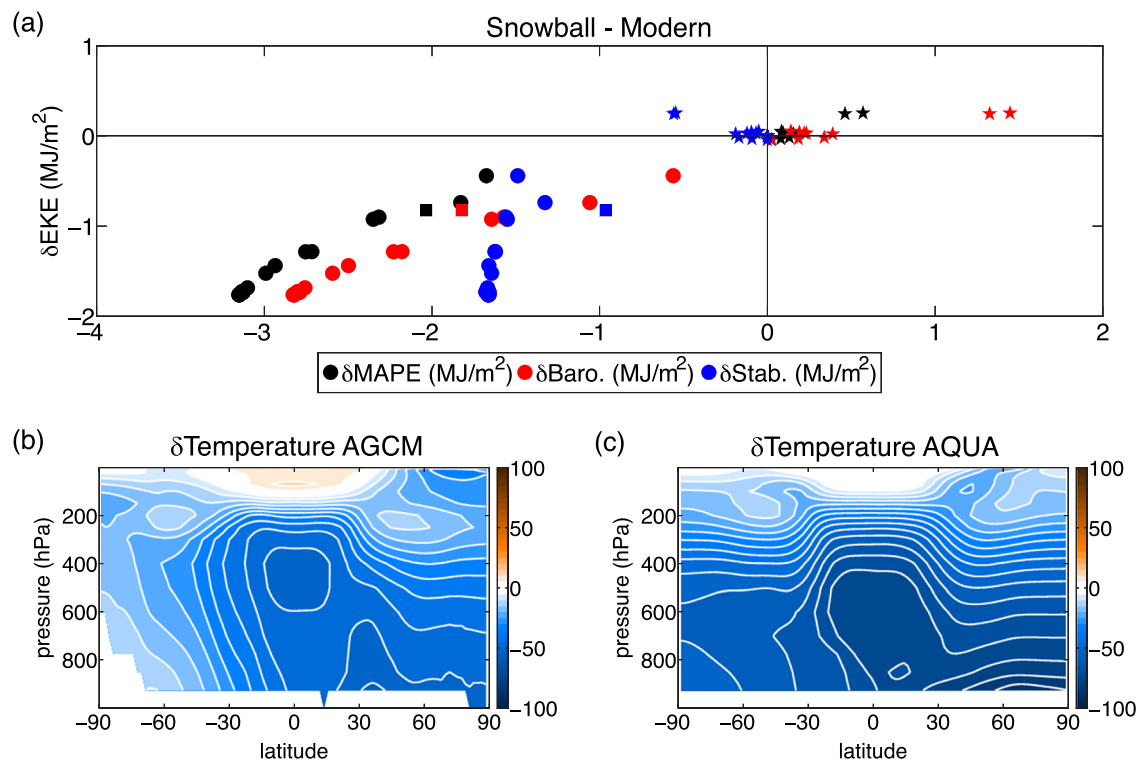 (a)
Snowball - Modern
1
0
−1
−2
δEKE (MJ/m²)
−4 −3 −2 −1 0 1 2
δMAPE (MJ/m²) δBaro. (MJ/m²) δStab. (MJ/m²)
(b)
δTemperature AGCM
200
400
600
800
pressure (hPa)
−90 −60 −30 0 30 60 90
latitude
100
50
0
−50
−100
(c)
δTemperature AQUA
200
400
600
800
pressure (hPa)
−90 −60 −30 0 30 60 90
latitude
100
50
0
−50
−100